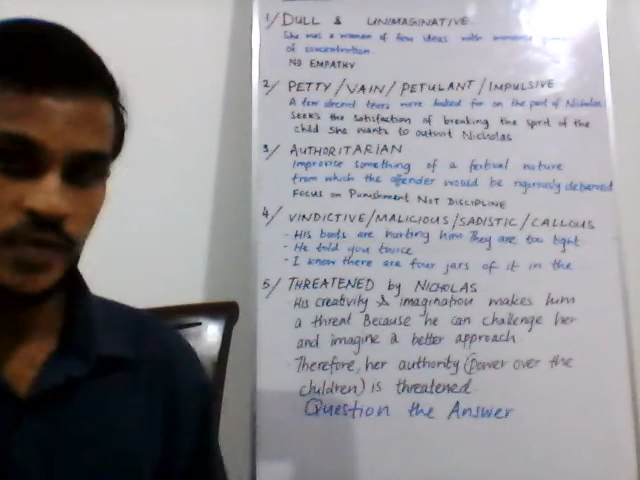 1/ DULL & UNIMAGINATIVE
She was a woman of few ideas with immense
of concentration
NO EMPATHY
2/ PETTY/VAIN/PETULANT/IMPULSIVE
A few decent tears were looked for on the part of Nicholas
Seeks the satisfaction of breaking the spirit of the
child She wants to outwit Nicholas
3/ AUTHORITARIAN
Improvise something of a festival nature
from which the offender would be rigorously debarred
FOCUS on PUNISHMENT NOT DISCIPLINE
4/ VINDICTIVE/MALICIOUS/SADISTIC/CALLOUS
- His boots are hurting him They are too tight
- He told you twice
- I know there are four jars of it in the
5/ THREATENED by NICHOLAS
His creativity & imagination makes him
a threat Because he can challenge her
and imagine a better approach
Therefore, her authority (power over the
children) is threatened.
Question the Answer